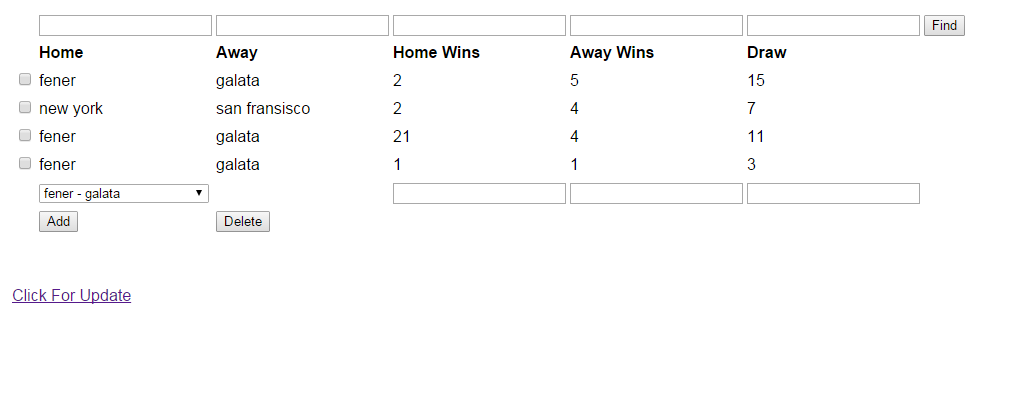 Find
Home Away Home Wins Away Wins Draw
fener galata 2 5 15
new york san fransisco 2 4 7
fener galata 21 4 11
fener galata 1 1 3
fener - galata
Add Delete
Click For Update